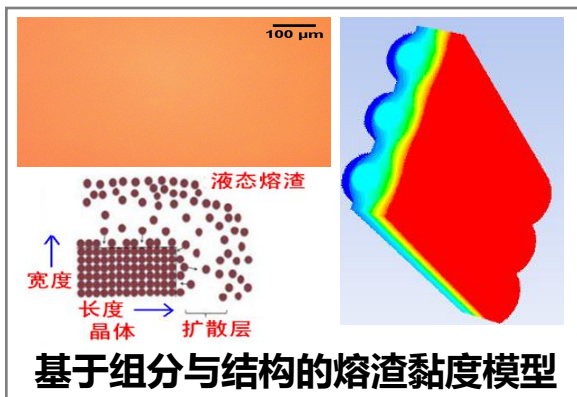 100 μm
液态熔渣
宽度
长度
晶体
扩散层
基于组分与结构的熔渣黏度模型